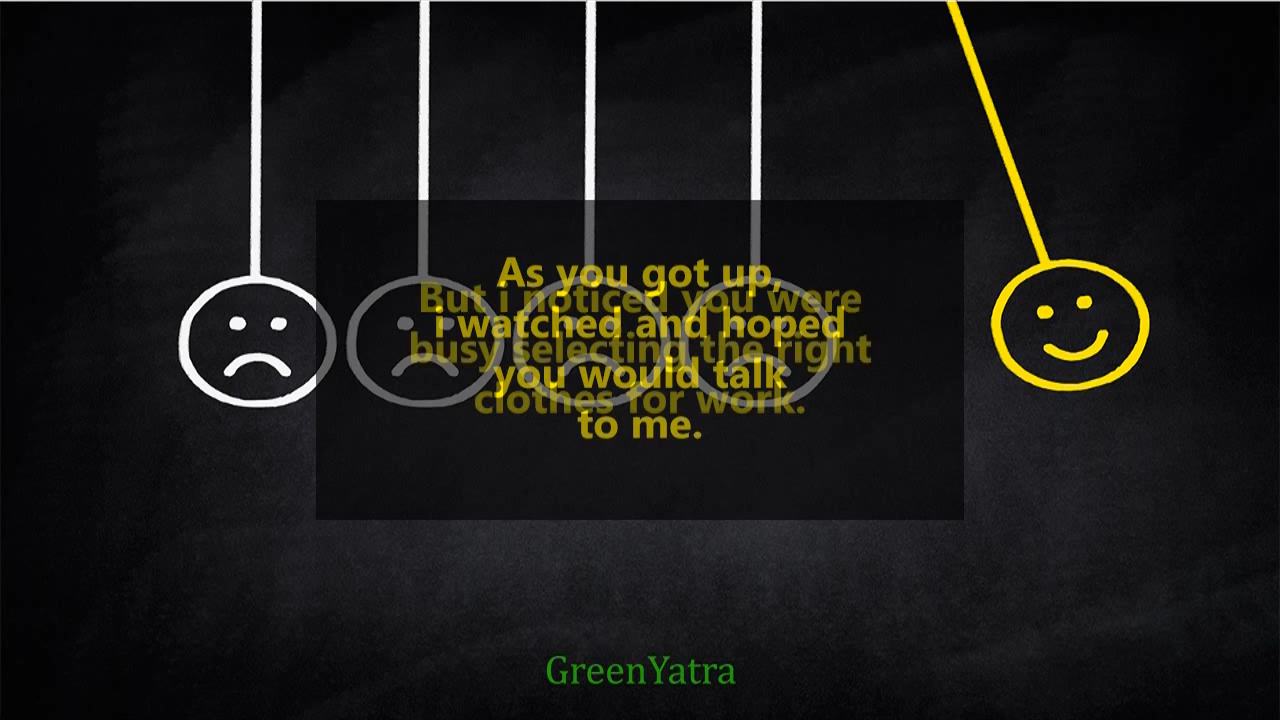 As you got up,
i watched and hoped
you would talk
to me.
But i noticed you were
busy selecting the right
clothes for work.
GreenYatra